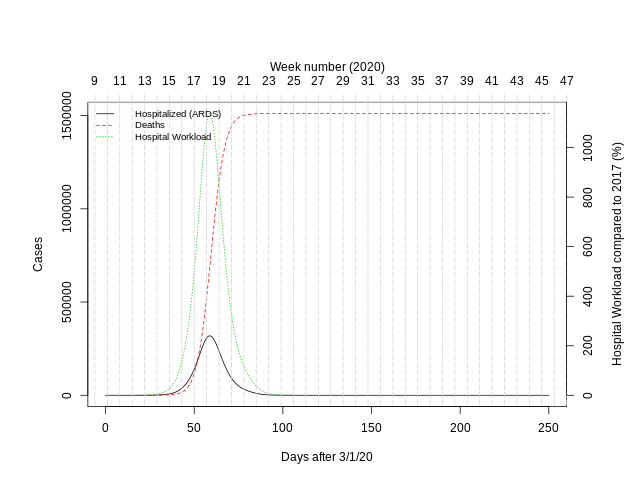 Week number (2020)
9 11 13 15 17 19 21 23 25 27 29 31 33 35 37 39 41 43 45 47
Hospitalized (ARDS)
Deaths
Hospital Workload
Cases
0 500000 1000000 1500000
Hospital Workload compared to 2017 (%)
0 200 400 600 800 1000
0 50 100 150 200 250
Days after 3/1/20